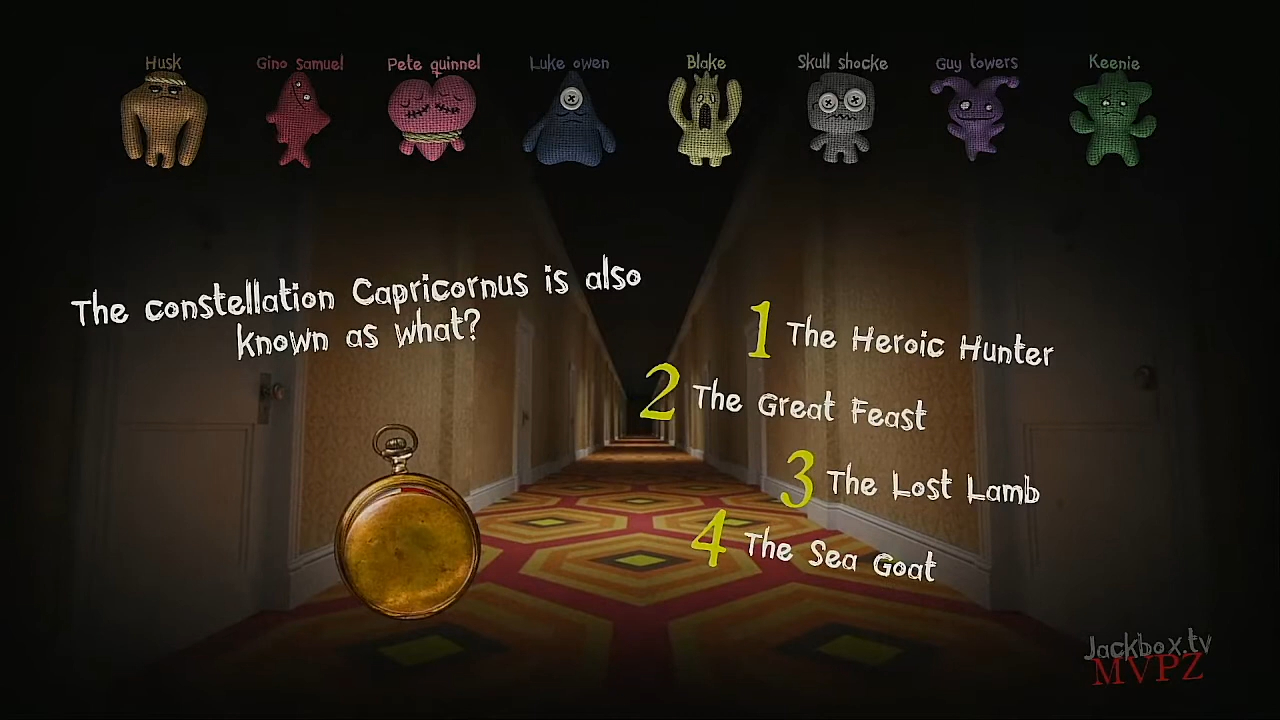 Husk
Gino Samuel
Pete quinnel
Luke owen
Blake
Skull shocke
Guy towers
Keenie
The constellation Capricornus is also
known as what?
1 The Heroic Hunter
2 The Great Feast
3 The Lost Lamb
4 The Sea Goat
Jackbox.tv
MVPZ